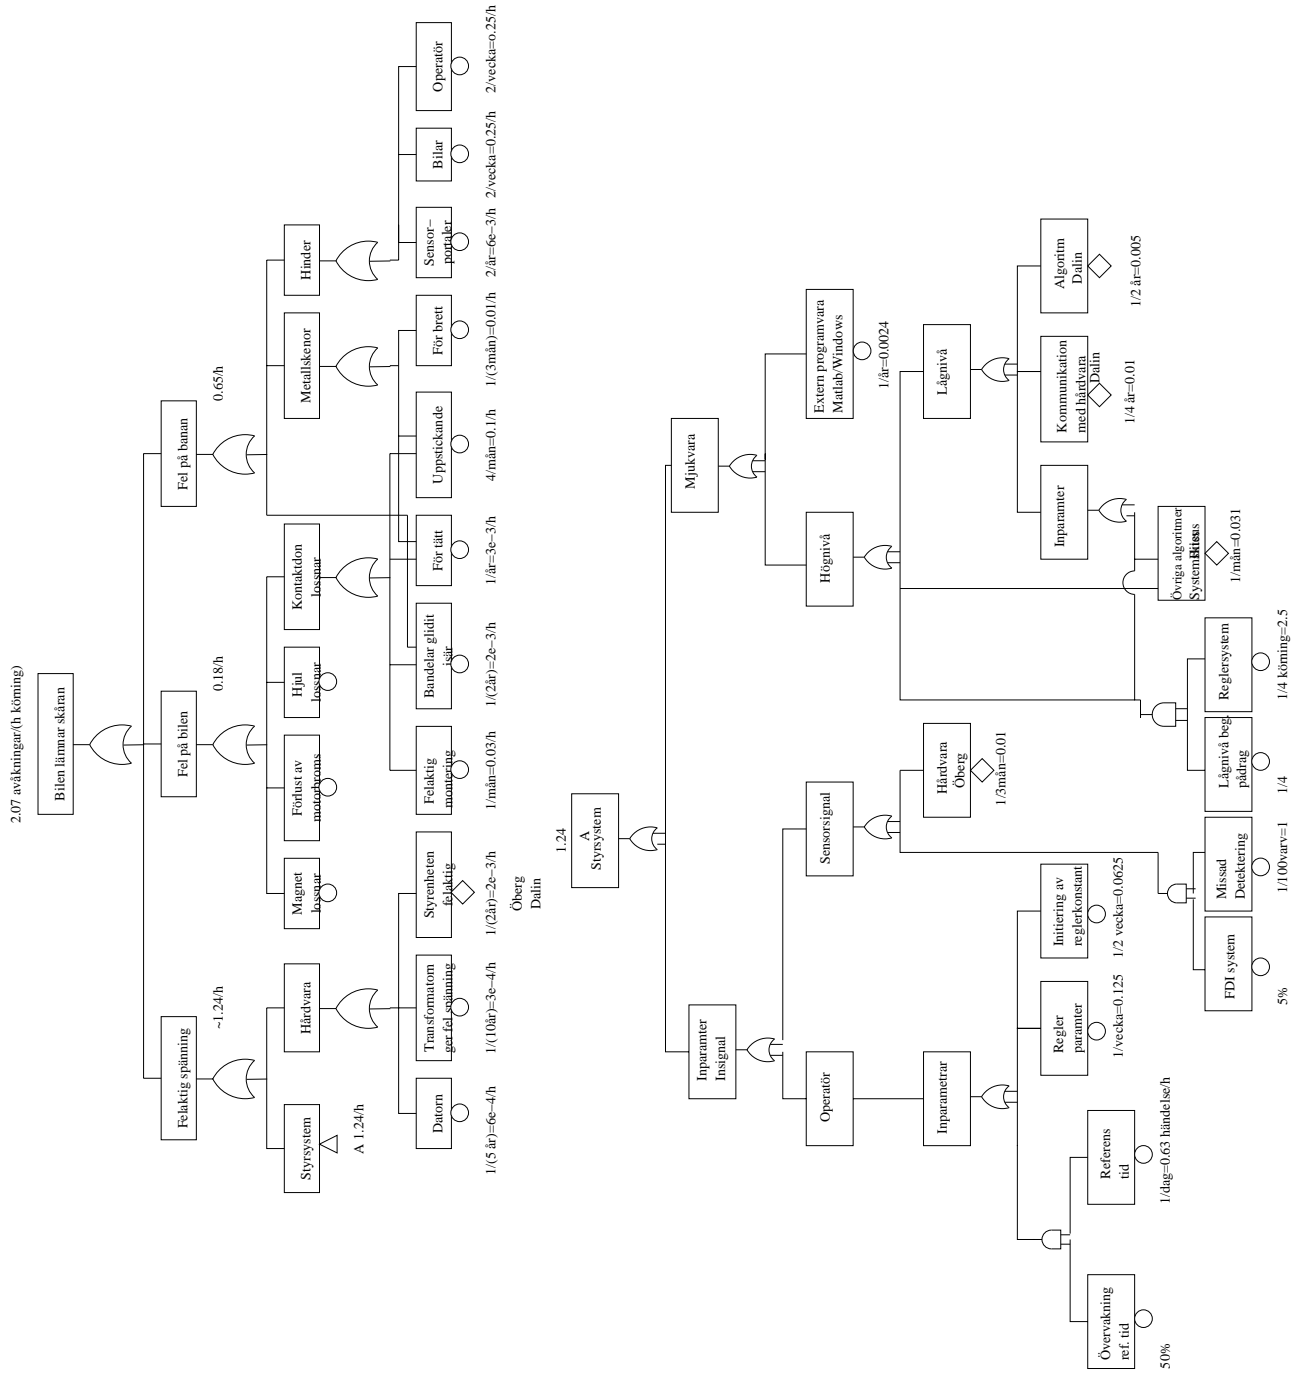 2.07 avåkningar/(h körning)
Bilen lämnar skåran
Felaktig spänning
~1.24/h
Fel på bilen
0.18/h
Fel på banan
0.65/h
Styrsystem
A 1.24/h
Hårdvara
Magnet
lossnar
Förlust av
motorbroms
Hjul
lossnar
Kontaktdon
lossnar
Metallskenor
Hinder
Datorn
1/(5 år)=6e−4/h
Transformatorn
ger fel spänning
1/(10år)=3e−4/h
Styrenheten
felaktig
1/(2år)=2e−3/h
Öberg
Dalin
Felaktig
montering
1/mån=0.03/h
Bandelar glidit
isär
1/(2år)=2e−3/h
För tätt
1/år=3e−3/h
Uppstickande
4/mån=0.1/h
För brett
1/(3mån)=0.01/h
Sensor−
portaler
2/år=6e−3/h
Bilar
2/vecka=0.25/h
Operatör
2/vecka=o.25/h
1.24
A
Styrsystem
Inparamter
Insignal
Mjukvara
Operatör
Sensorsignal
Högnivå
Extern programvara
Matlab/Windows
1/år=0.0024
Inparametrar
Hårdvara
Öberg
1/3mån=0.01
Lågnivå
Regler
paramter
1/vecka=0.125
Initiering av
reglerkonstant
1/2 vecka=0.0625
Inparamter
Kommunikation
med hårdvara
Dalin
1/4 år=0.01
Algoritm
Dalin
1/2 år=0.005
Övervakning
ref. tid
50%
Referens
tid
1/dag=0.63 händelse/h
FDI system
5%
Missad
Detektering
1/100varv=1
Lågnivå beg.
pådrag
1/4
Reglersystem
1/4 körning=2.5
Övriga algoritmer
1/mån=0.031